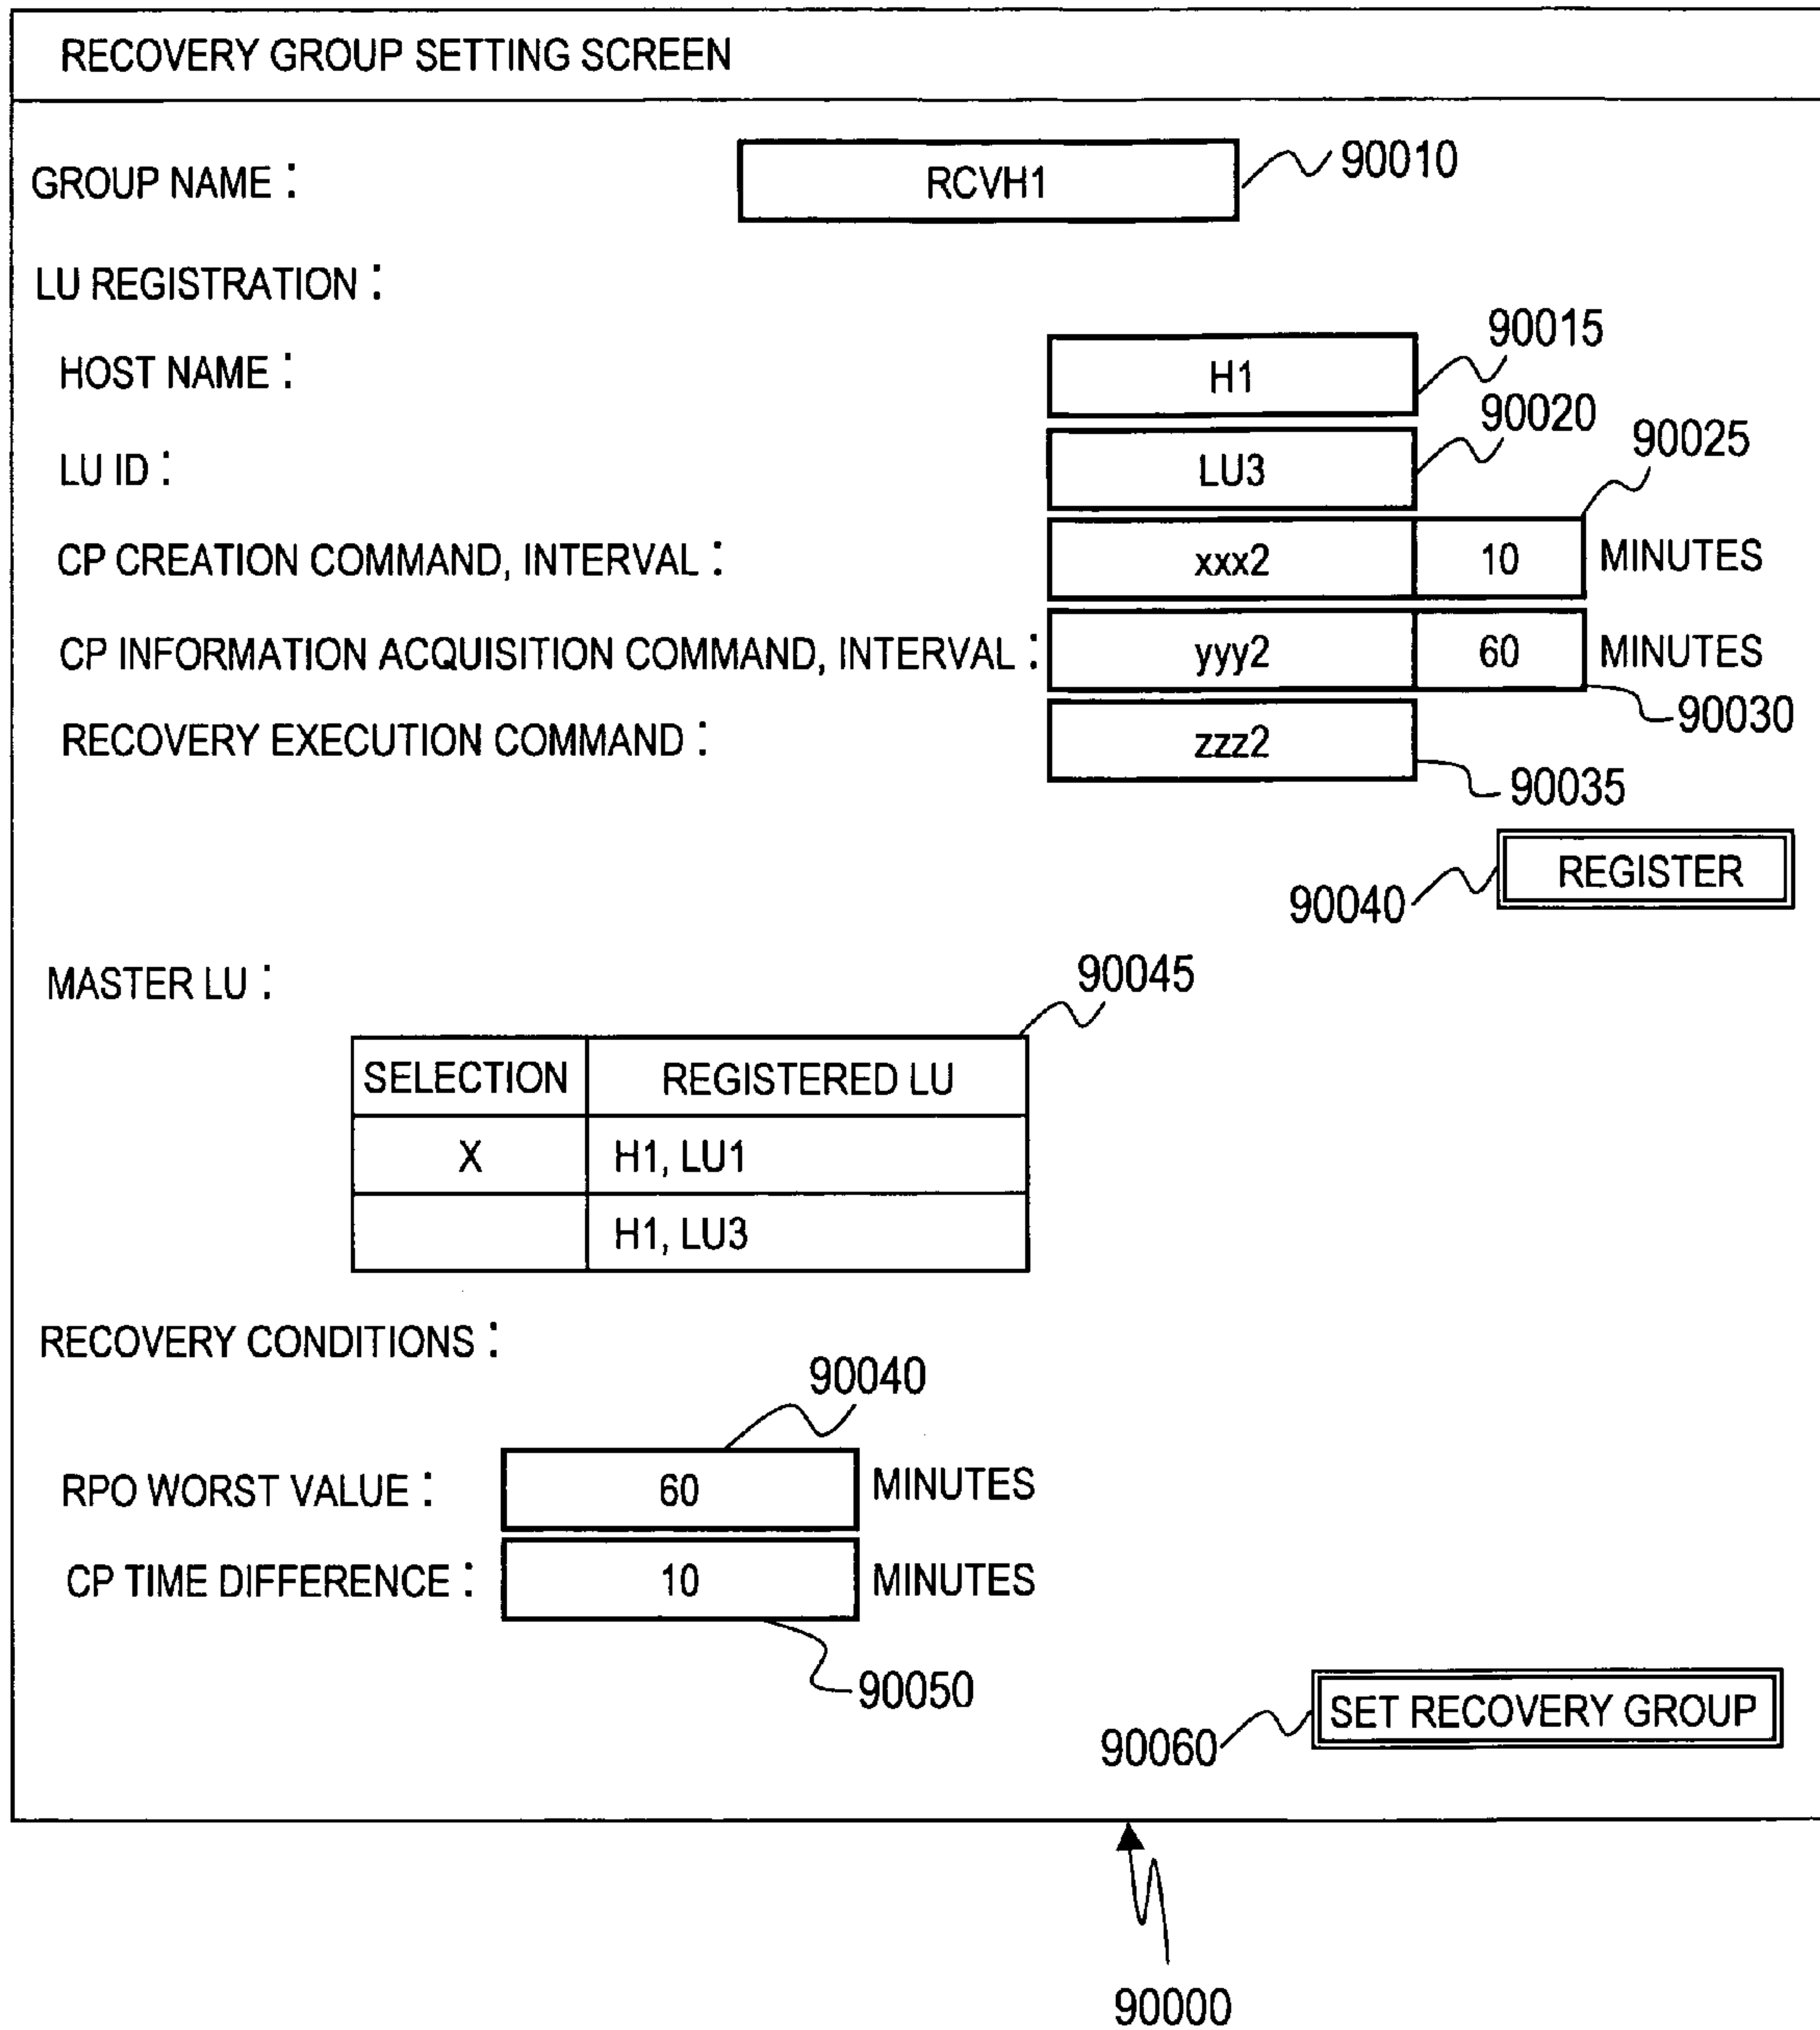 RECOVERY GROUP SETTING SCREEN
GROUP NAME : RCVH1 90010
LU REGISTRATION :
90015
HOST NAME : H1
90020
90025
LU ID : LU3
CP CREATION COMMAND, INTERVAL : xxx2 10 MINUTES
CP INFORMATION ACQUISITION COMMAND, INTERVAL : yyy2 60 MINUTES
90030
RECOVERY EXECUTION COMMAND : zzz2
90035
REGISTER
90040
MASTER LU : 90045
SELECTION REGISTERED LU
X H1, LU1
H1, LU3
RECOVERY CONDITIONS :
90040
RPO WORST VALUE : 60 MINUTES
CP TIME DIFFERENCE : 10 MINUTES
90050
SET RECOVERY GROUP
90060
90000